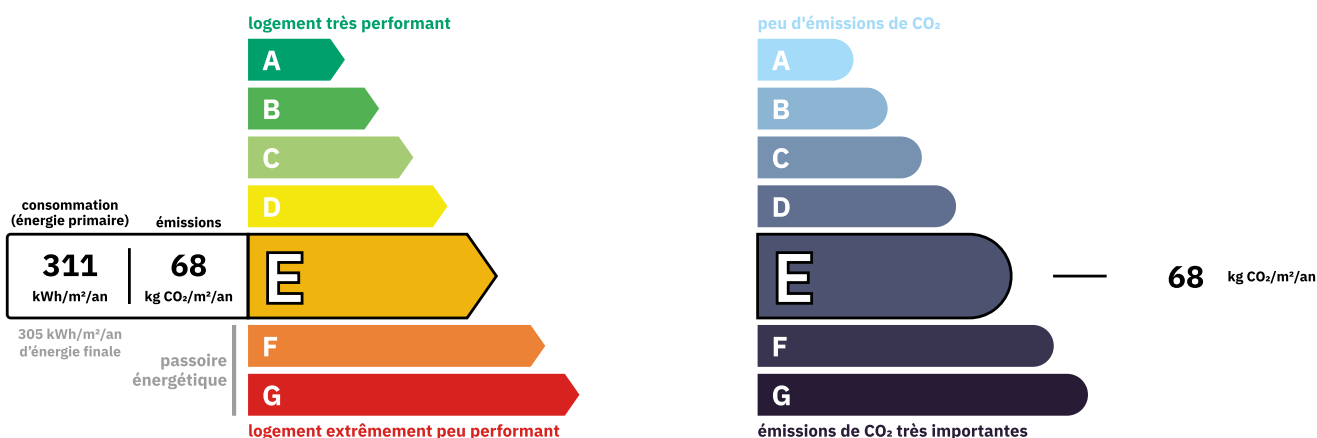 logement très performant
A
B
C
D
consommation
(énergie primaire)
émissions
311
kWh/m²/an
68
kg CO₂/m²/an
E
305 kWh/m²/an
d'énergie finale
passoire
énergétique
F
G
logement extrêmement peu performant
peu d'émissions de CO₂
A
B
C
D
E
68
kg CO₂/m²/an
F
G
émissions de CO₂ très importantes